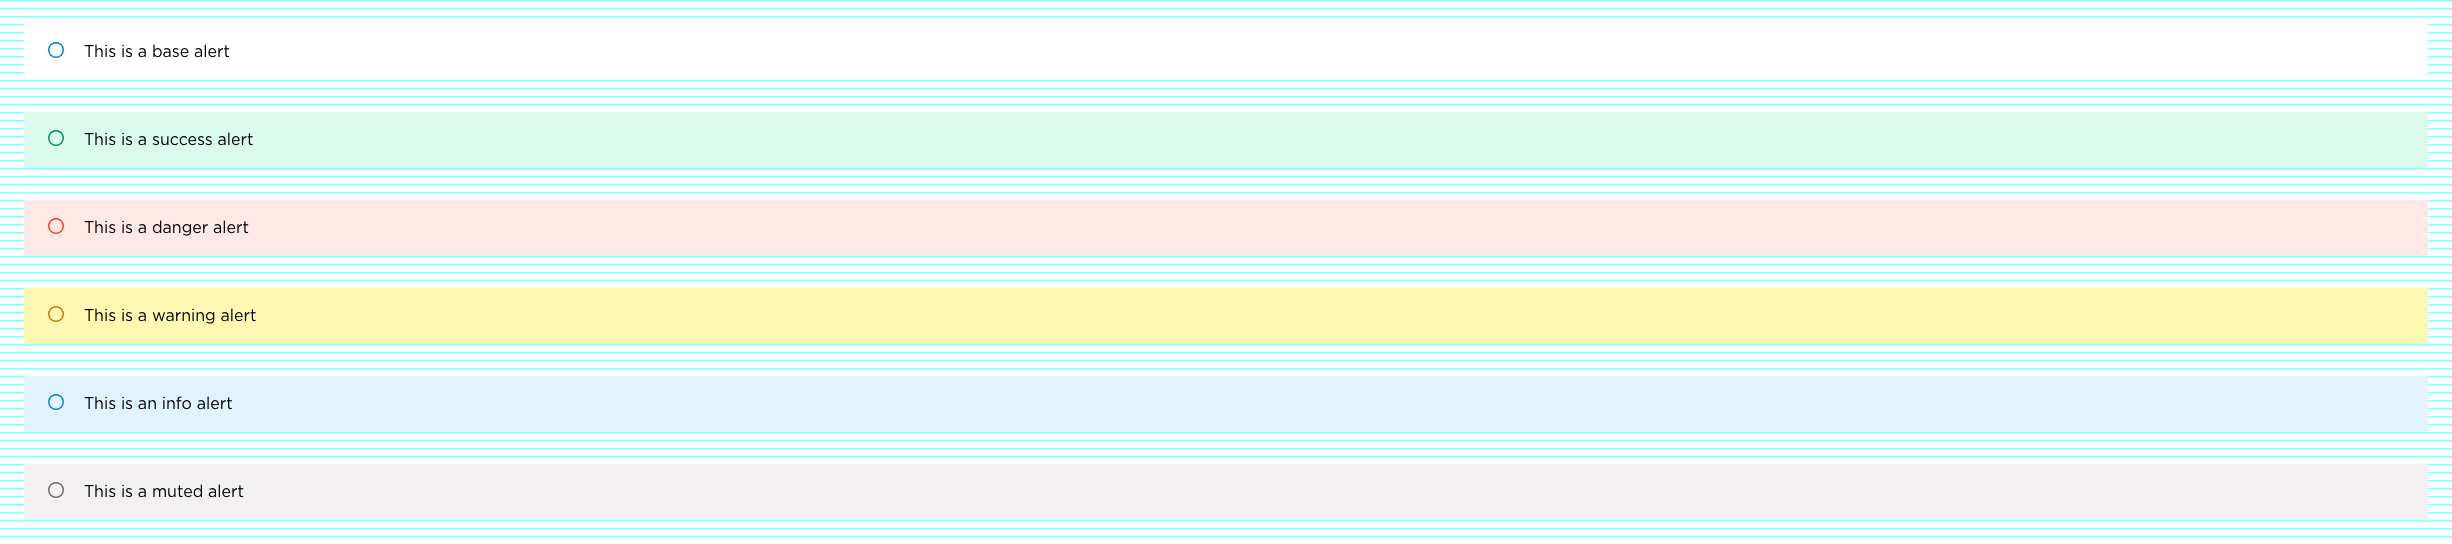 This is a base alert
This is a success alert
This is a danger alert
This is a warning alert
This is an info alert
This is a muted alert